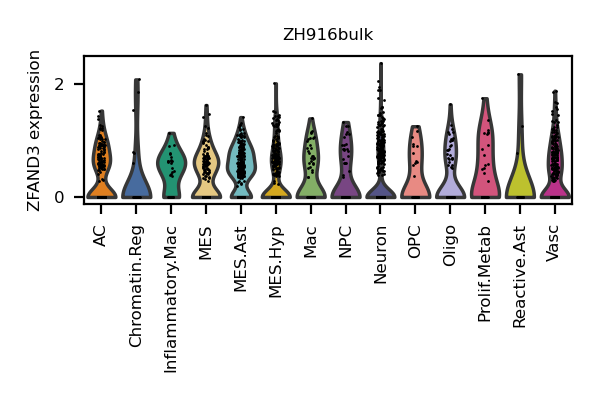 ZH916bulk
ZFAND3 expression
2
0
AC
Chromatin.Reg
Inflammatory.Mac
MES
MES.Ast
MES.Hyp
Mac
NPC
Neuron
OPC
Oligo
Prolif.Metab
Reactive.Ast
Vasc